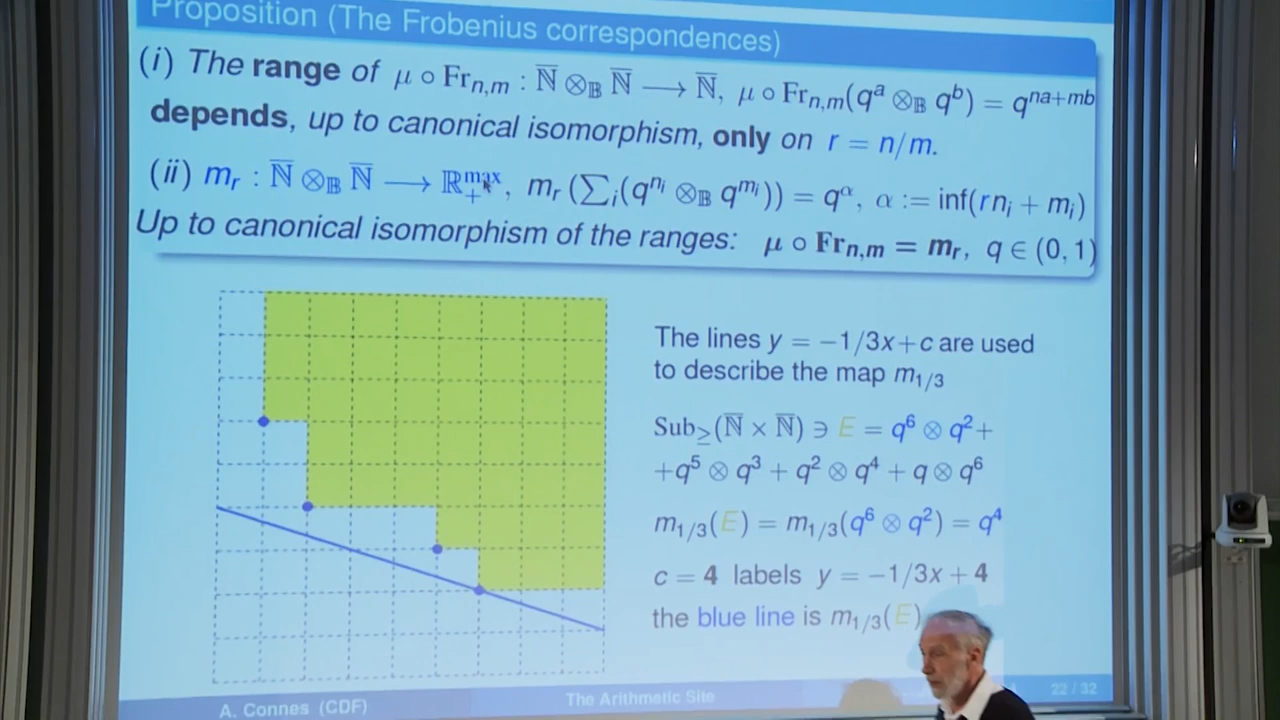 Proposition (The Frobenius correspondences)
(i) The range of μ ∘ Fr_{n,m} : N̅ ⊗_𝔹 N̅ ⟶ N̅, μ ∘ Fr_{n,m}(q^a ⊗_𝔹 q^b) = q^{na+mb}
depends, up to canonical isomorphism, only on r = n/m.
(ii) m_r : N̅ ⊗_𝔹 N̅ ⟶ ℝ_+^{max}, m_r (∑_i(q^{n_i} ⊗_𝔹 q^{m_i})) = q^α, α := inf(rn_i + m_i)
Up to canonical isomorphism of the ranges: μ ∘ Fr_{n,m} = m_r, q ∈ (0, 1)
The lines y = −1/3x+c are used
to describe the map m_{1/3}
Sub_≥(N̅ × N̅) ∋ E = q^6 ⊗ q^2+
+q^5 ⊗ q^3 + q^2 ⊗ q^4 + q ⊗ q^6
m_{1/3}(E) = m_{1/3}(q^6 ⊗ q^2) = q^4
c = 4 labels y = −1/3x + 4
the blue line is m_{1/3}(E)
A. Connes (CDF)
The Arithmetic Site
22 / 32